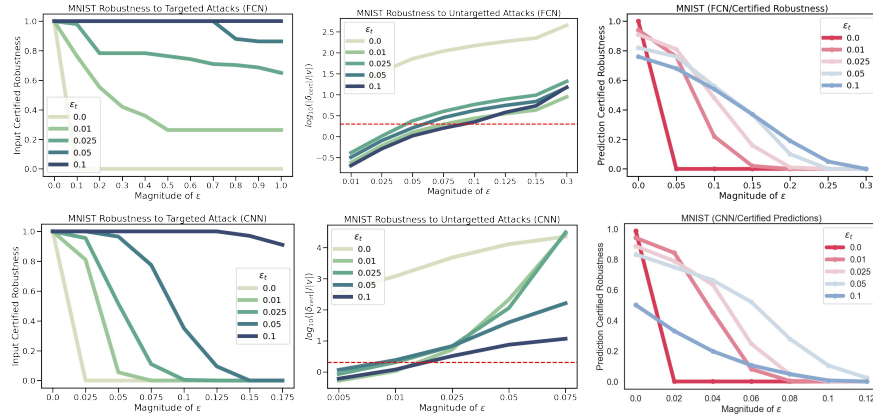 MNIST Robustness to Targeted Attacks (FCN)
Input Certified Robustness
1.0
0.8
0.6
0.4
0.2
0.0
εt
0.0
0.01
0.025
0.05
0.1
0.0 0.1 0.2 0.3 0.4 0.5 0.6 0.7 0.8 0.9 1.0
Magnitude of ε
MNIST Robustness to Untargeted Attacks (FCN)
log10(|δcert|/|v|)
2.5
2.0
1.5
1.0
0.5
0.0
−0.5
εt
0.0
0.01
0.025
0.05
0.1
0.01 0.025 0.05 0.075 0.1 0.125 0.15 0.3
Magnitude of ε
MNIST (FCN/Certified Robustness)
Prediction Certified Robustness
1.0
0.8
0.6
0.4
0.2
0.0
εt
0.0
0.01
0.025
0.05
0.1
0.0 0.05 0.1 0.15 0.2 0.25 0.3
Magnitude of ε
MNIST Robustness to Targeted Attack (CNN)
Input Certified Robustness
1.0
0.8
0.6
0.4
0.2
0.0
εt
0.0
0.01
0.025
0.05
0.1
0.0 0.025 0.05 0.075 0.1 0.125 0.15 0.175
Magnitude of ε
MNIST Robustness to Untargetted Attacks (CNN)
log10(|δcert|/|v|)
4
3
2
1
0
εt
0.0
0.01
0.025
0.05
0.1
0.005 0.01 0.025 0.05 0.075
Magnitude of ε
MNIST (CNN/Certified Predictions)
Prediction Certified Robustness
1.0
0.8
0.6
0.4
0.2
0.0
εt
0.0
0.01
0.025
0.05
0.1
0.0 0.02 0.04 0.06 0.08 0.1 0.12
Magnitude of ε